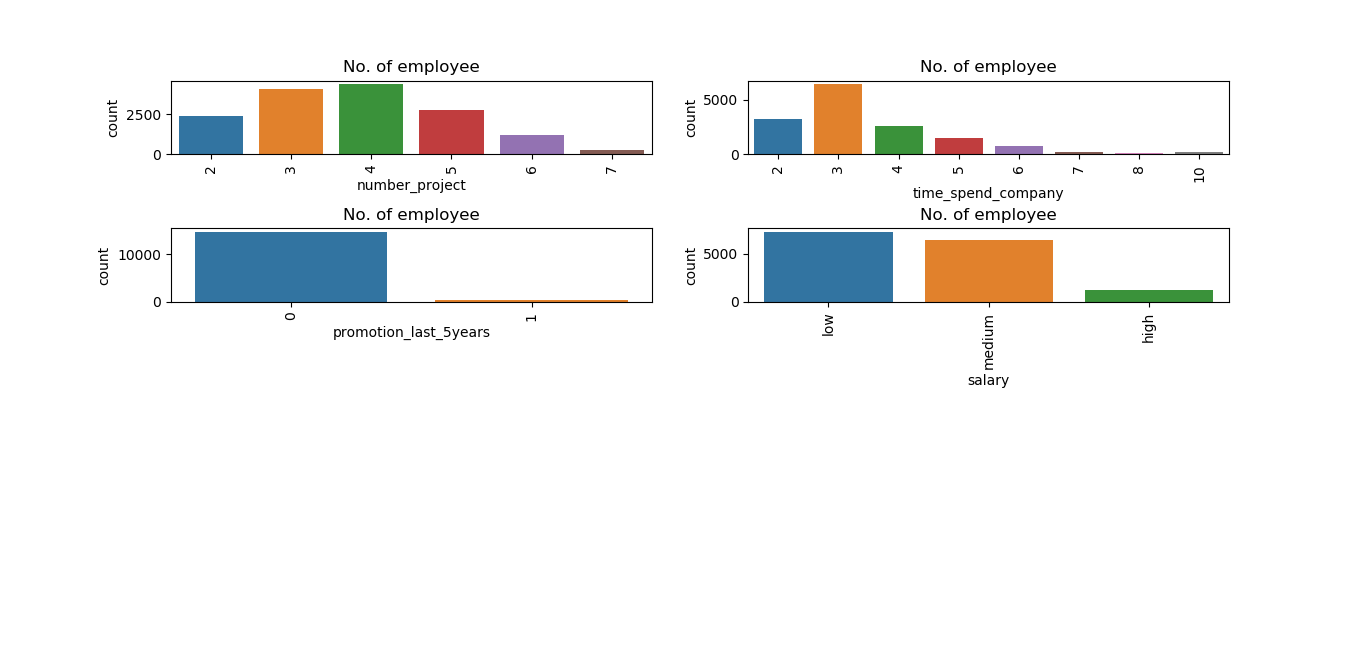 No. of employee
count
2500
0
2 3 4 5 6 7
number_project
No. of employee
count
5000
0
2 3 4 5 6 7 8 10
time_spend_company
No. of employee
count
10000
0
0 1
promotion_last_5years
No. of employee
count
5000
0
low medium high
salary